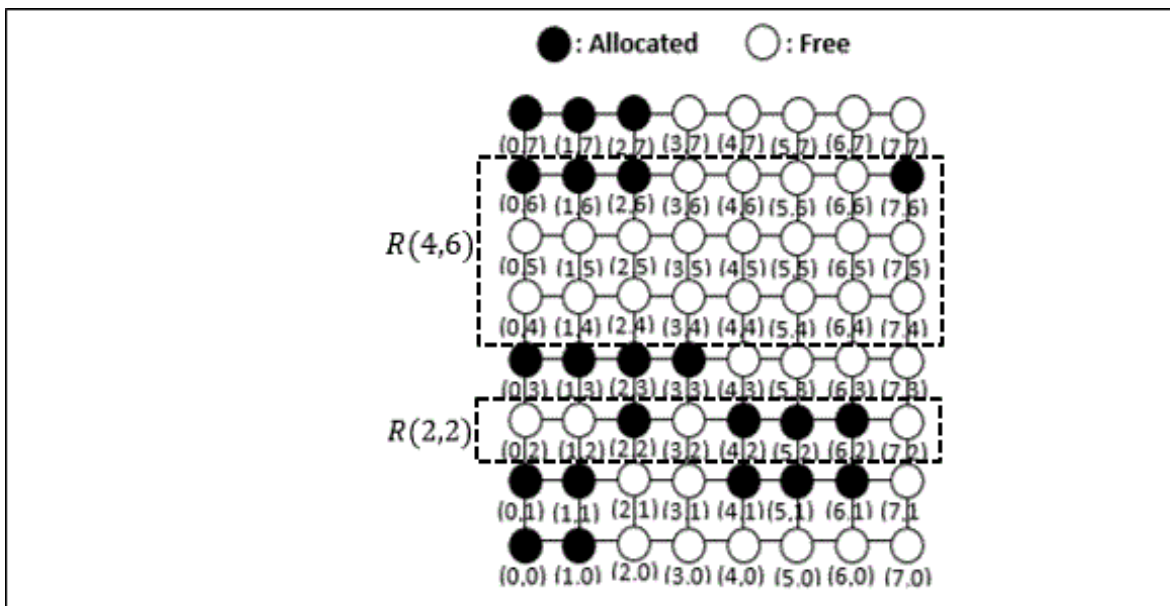 : Allocated : Free
(0,7) (1,7) (2,7) (3,7) (4,7) (5,7) (6,7) (7,7)
(0,6) (1,6) (2,6) (3,6) (4,6) (5,6) (6,6) (7,6)
R(4,6)
(0,5) (1,5) (2,5) (3,5) (4,5) (5,5) (6,5) (7,5)
(0,4) (1,4) (2,4) (3,4) (4,4) (5,4) (6,4) (7,4)
(0,3) (1,3) (2,3) (3,3) (4,3) (5,3) (6,3) (7,3)
R(2,2)
(0,2) (1,2) (2,2) (3,2) (4,2) (5,2) (6,2) (7,2)
(0,1) (1,1) (2,1) (3,1) (4,1) (5,1) (6,1) (7,1
(0,0) (1.0) (2.0) (3.0) (4,0) (5.0) (6,0) (7.0)